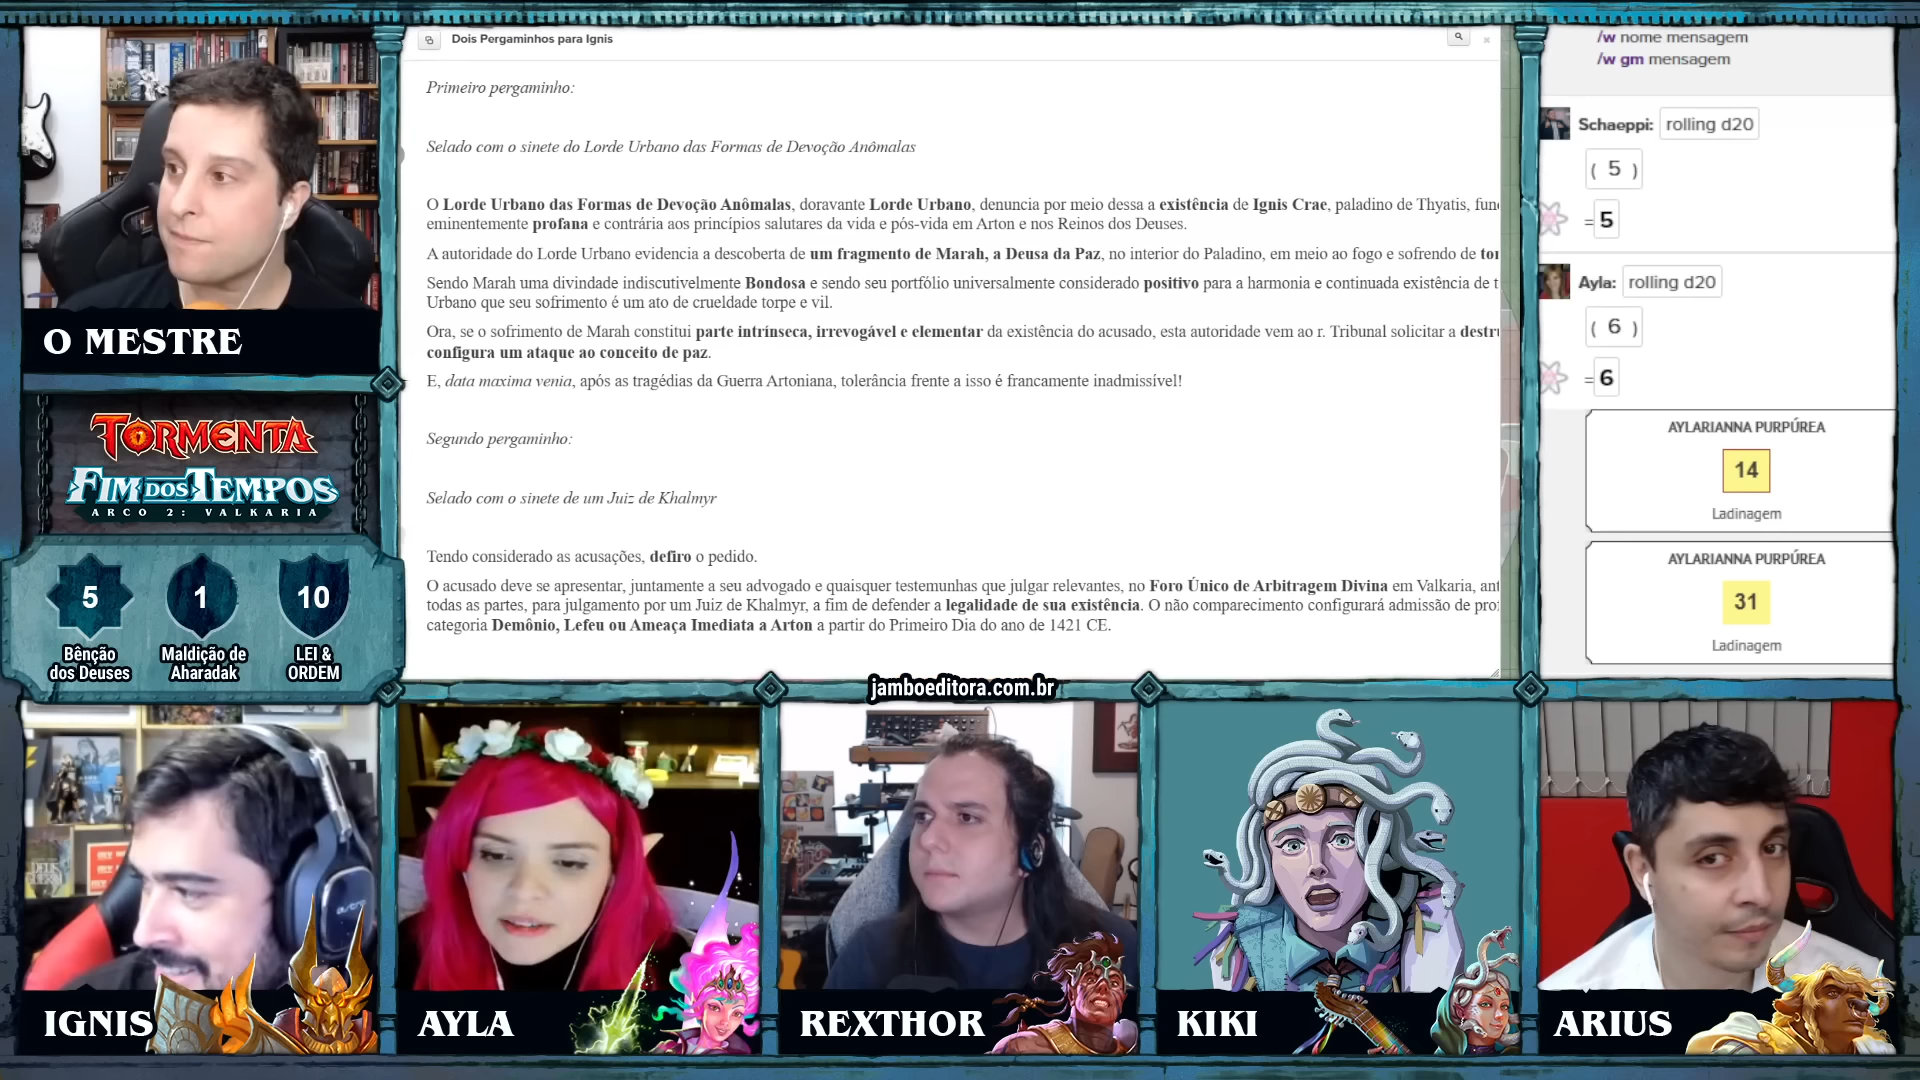 Dois Pergaminhos para Ignis
Primeiro pergaminho:
Selado com o sinete do Lorde Urbano das Formas de Devoção Anômalas
O Lorde Urbano das Formas de Devoção Anômalas, doravante Lorde Urbano, denuncia por meio dessa a existência de Ignis Crae, paladino de Thyatis,
eminentemente profana e contrária aos princípios salutares da vida e pós-vida em Arton e nos Reinos dos Deuses.
A autoridade do Lorde Urbano evidencia a descoberta de um fragmento de Marah, a Deusa da Paz, no interior do Paladino, em meio ao fogo e sofrendo de
Sendo Marah uma divindade indiscutivelmente Bondosa e sendo seu portfólio universalmente considerado positivo para a harmonia e continuada existência de
Urbano que seu sofrimento é um ato de crueldade torpe e vil.
Ora, se o sofrimento de Marah constitui parte intrínseca, irrevogável e elementar da existência do acusado, esta autoridade vem ao r. Tribunal solicitar a
configura um ataque ao conceito de paz.
E, data maxima venia, após as tragédias da Guerra Artoniana, tolerância frente a isso é francamente inadmissível!
Segundo pergaminho:
Selado com o sinete de um Juiz de Khalmyr
Tendo considerado as acusações, defiro o pedido.
O acusado deve se apresentar, juntamente a seu advogado e quaisquer testemunhas que julgar relevantes, no Foro Único de Arbitragem Divina em Valkaria,
todas as partes, para julgamento por um Juiz de Khalmyr, a fim de defender a legalidade de sua existência. O não comparecimento configurará admissão de
categoria Demônio, Lefeu ou Ameaça Imediata a Arton a partir do Primeiro Dia do ano de 1421 CE.
/w nome mensagem
/w gm mensagem
Schaeppi: rolling d20
( 5 )
=5
Ayla: rolling d20
( 6 )
=6
AYLARIANNA PURPÚREA
14
Ladinagem
AYLARIANNA PURPÚREA
31
Ladinagem
O MESTRE
TORMENTA
FIM DOS TEMPOS
ARCO 2: VALKARIA
5 1 10
Bênção dos Deuses
Maldição de Aharadak
LEI & ORDEM
jamboeditora.com.br
IGNIS
AYLA
REXTHOR
KIKI
ARIUS